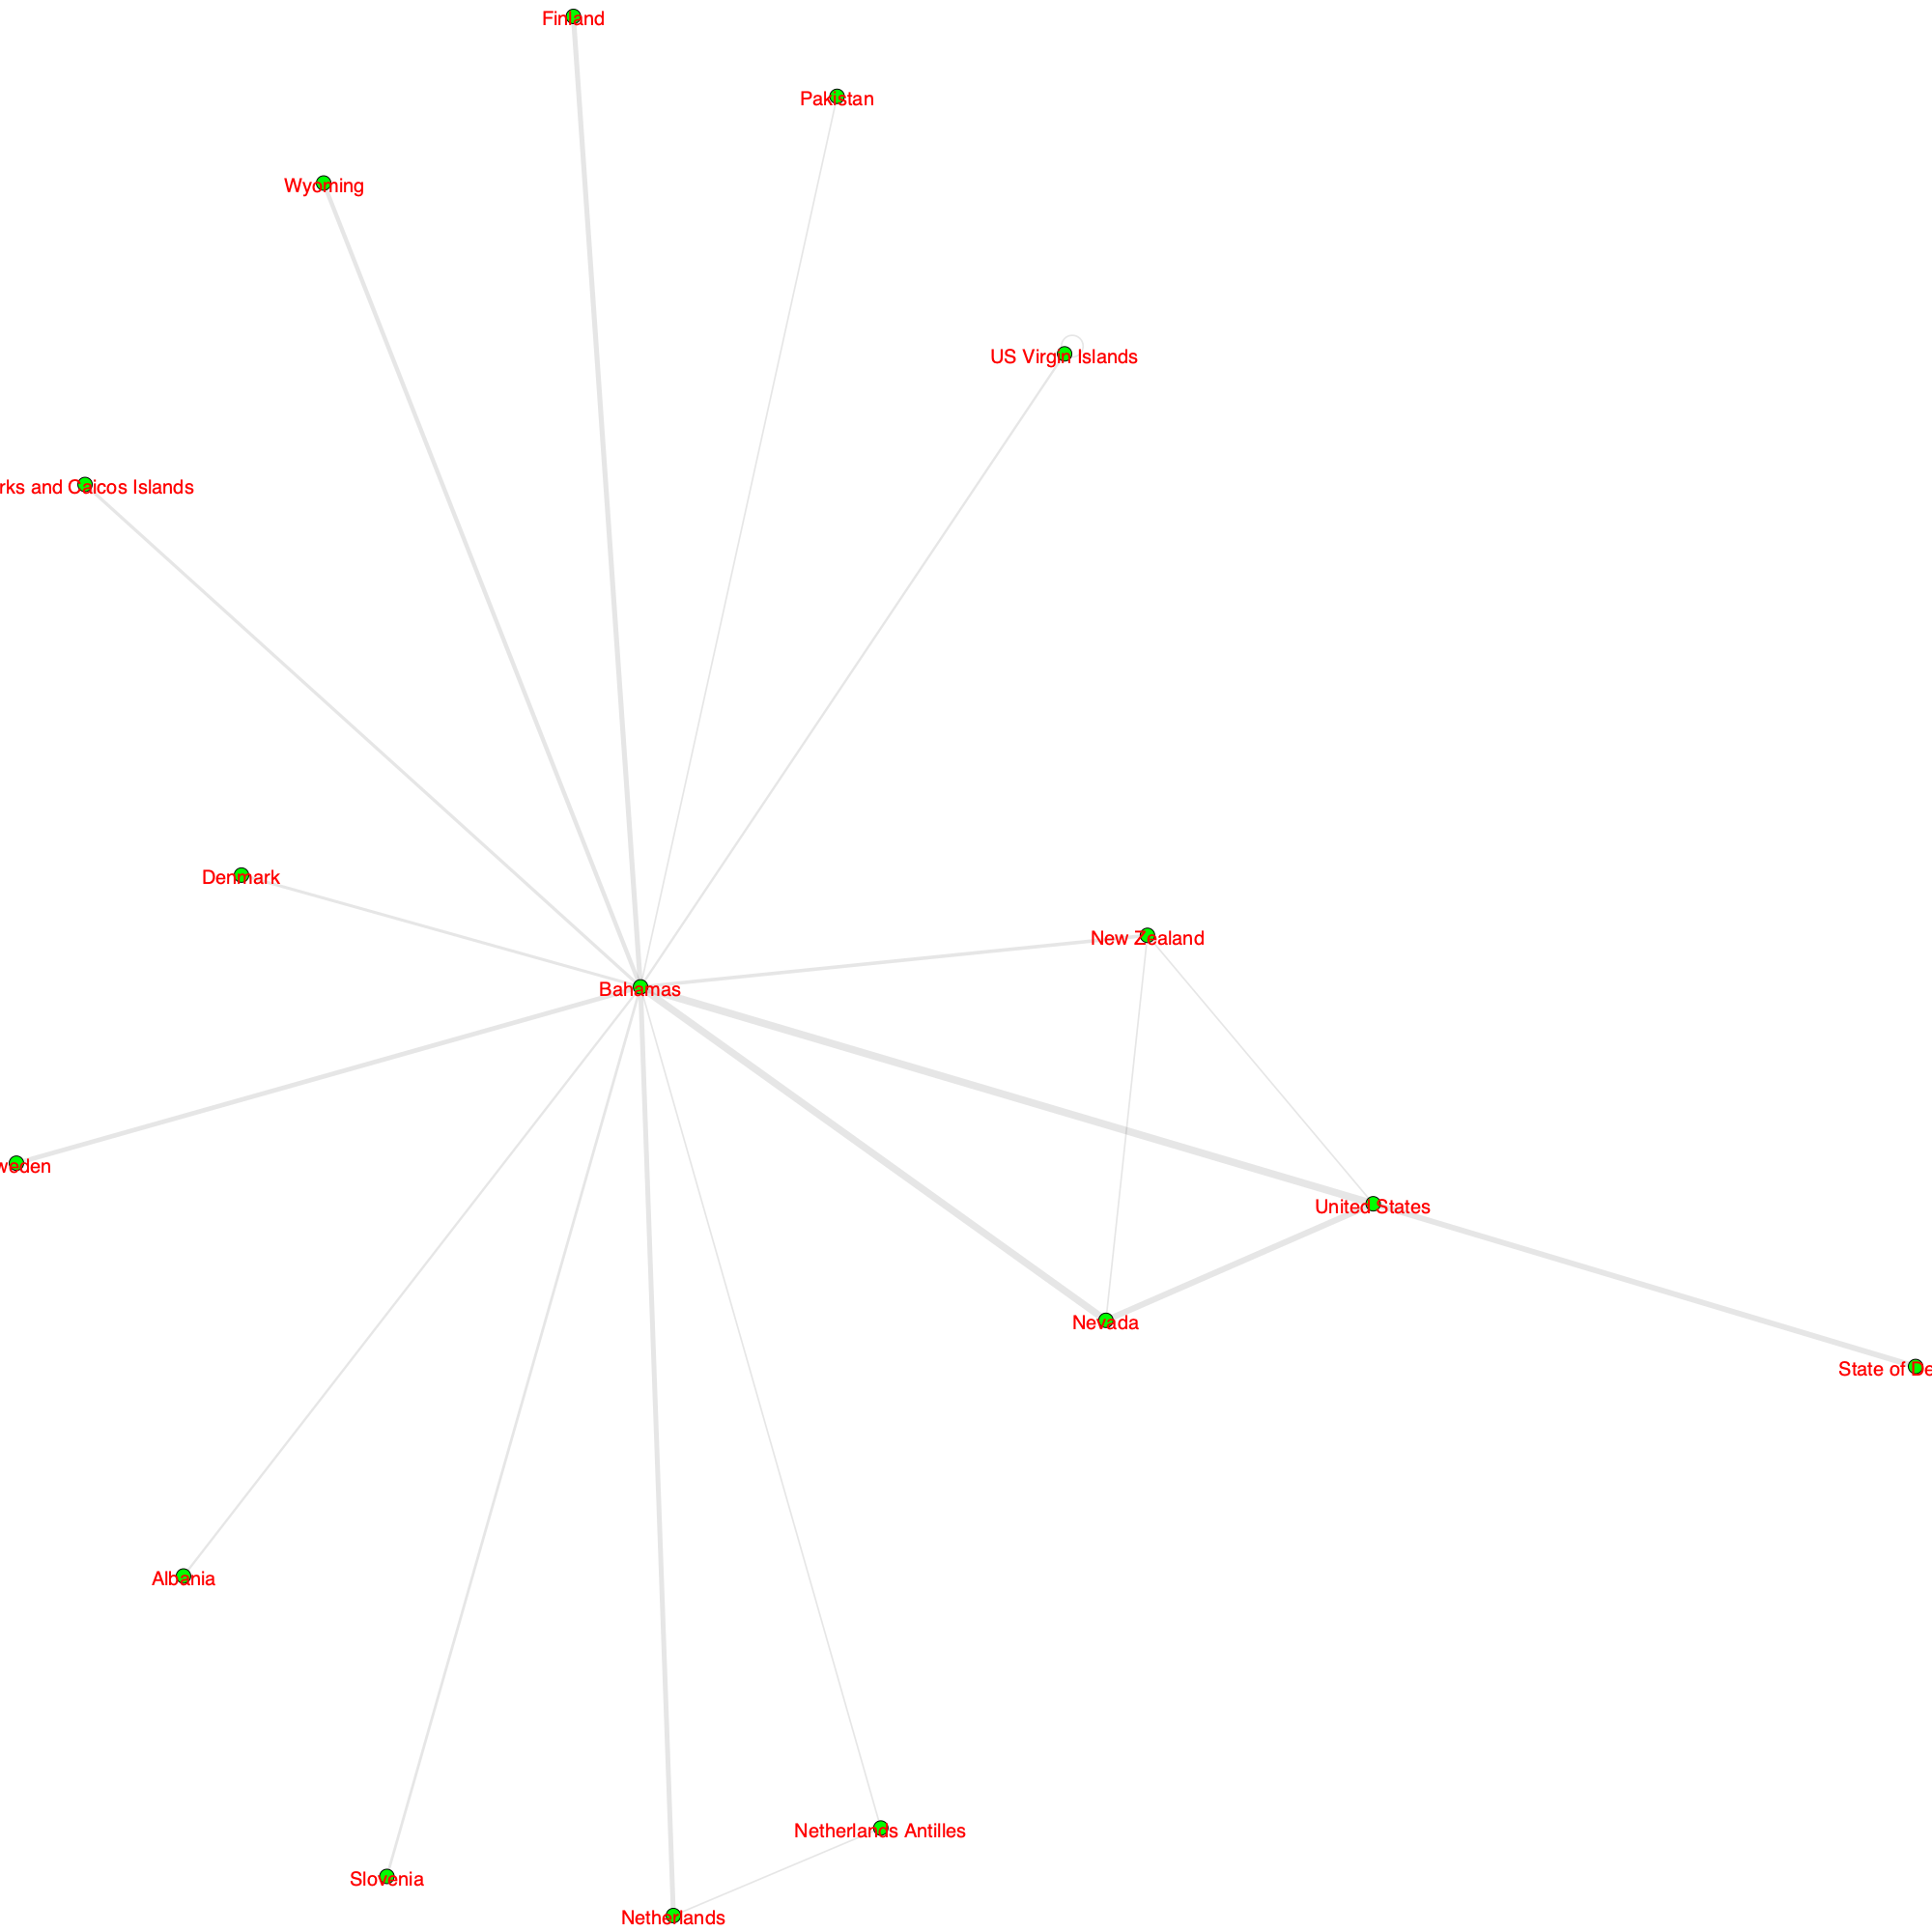 Finland
Pakistan
Wyoming
US Virgin Islands
rks and Caicos Islands
Denmark
New Zealand
Bahamas
weden
United States
Nevada
State of De
Albania
Netherlands Antilles
Slovenia
Netherlands